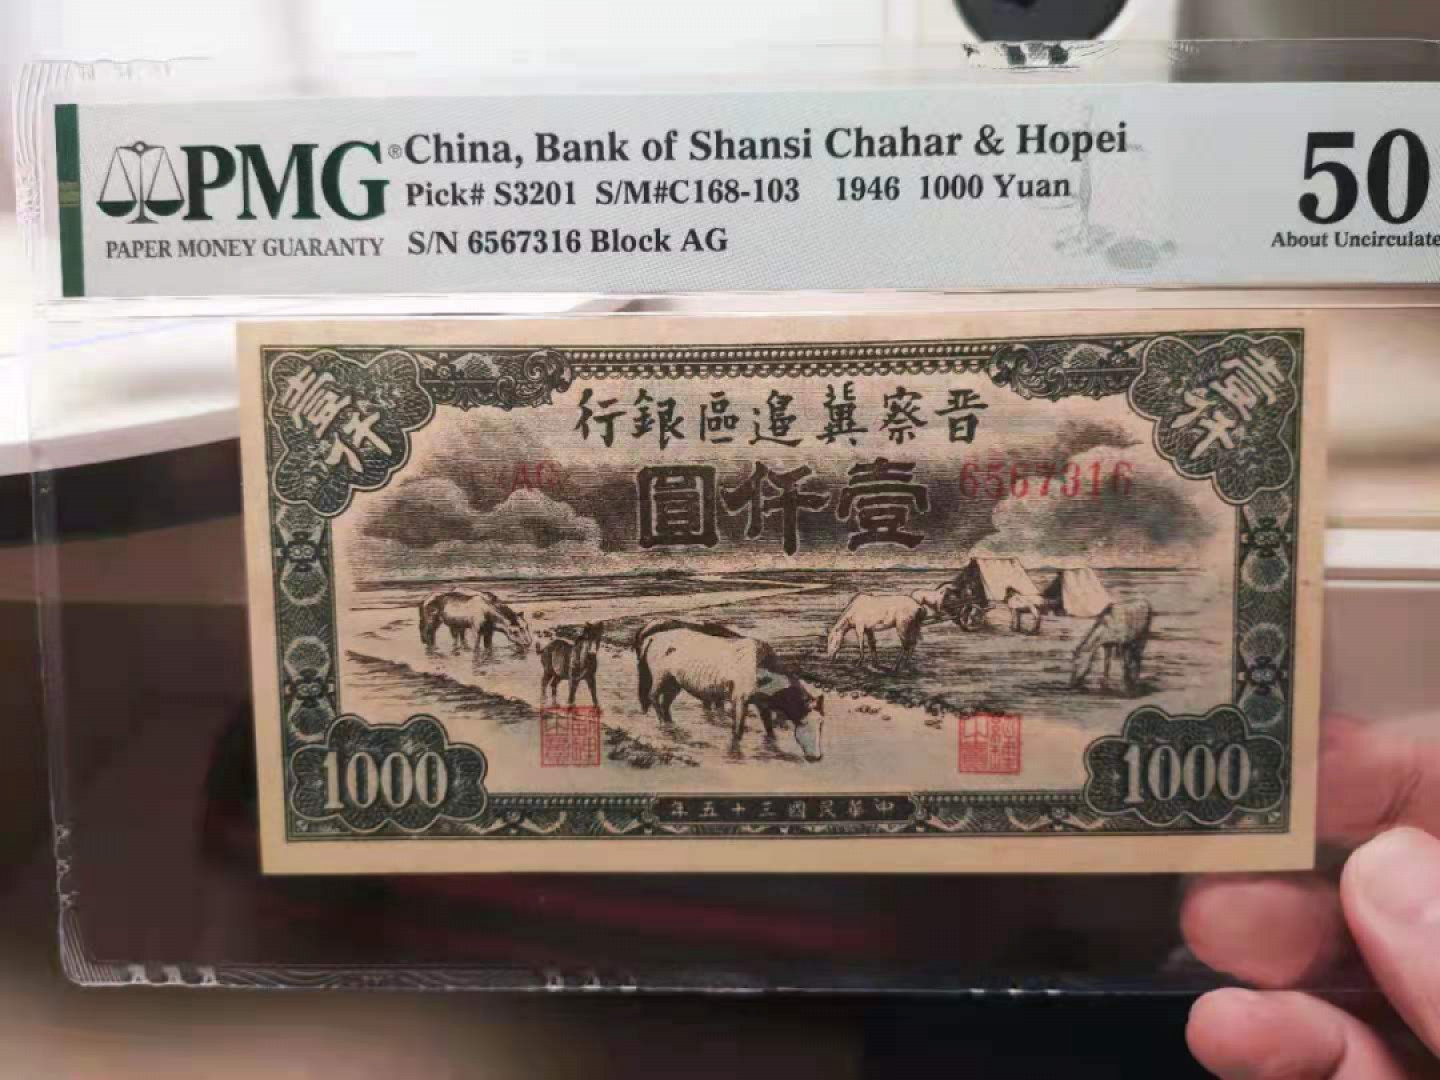 PMG® China, Bank of Shansi Chahar & Hopei
50
Pick# S3201 S/M#C168-103 1946 1000 Yuan
PAPER MONEY GUARANTY
S/N 6567316 Block AG
About Uncirculate
壹仟
壹仟
晋察冀邉區銀行
(AG)
壹仟圓
6567316
1000
1000
中華民國三十五年